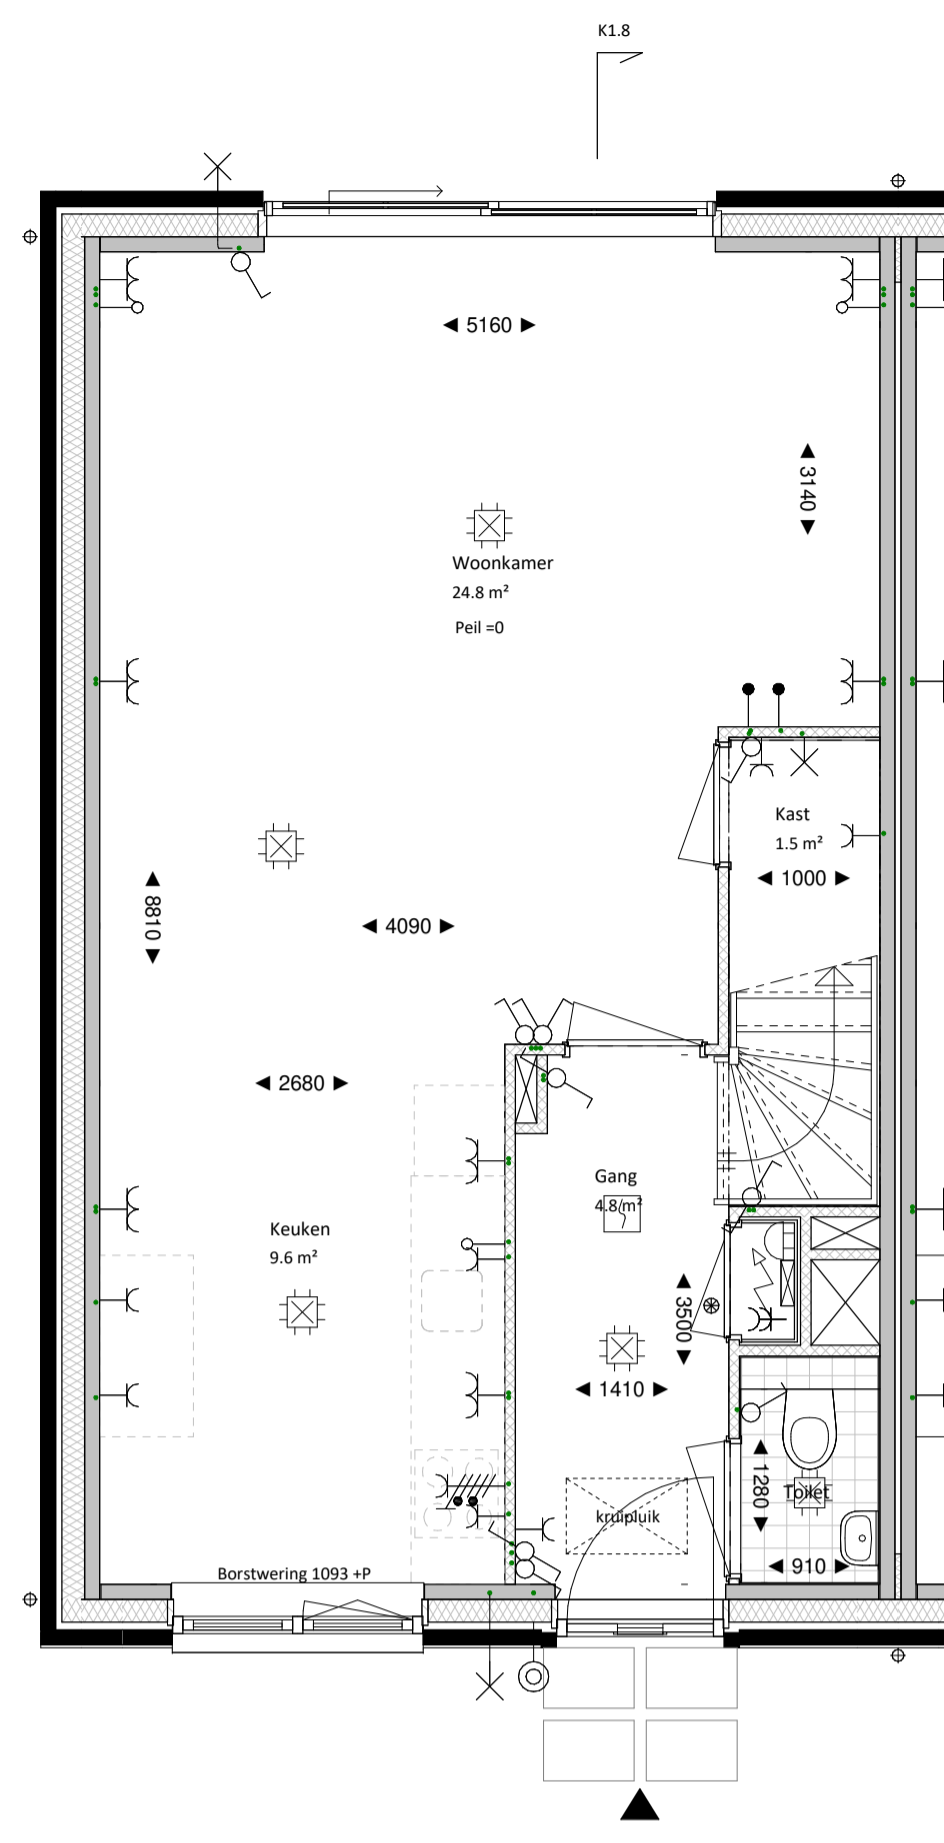 K1.8
◄ 5160 ►
◄ 3140 ►
Woonkamer
24.8 m²
Peil =0
Kast
1.5 m²
◄ 1000 ►
◄ 8810 ►
◄ 4090 ►
◄ 2680 ►
Gang
4.8 m²
Keuken
9.6 m²
◄ 3500 ►
◄ 1410 ►
◄ 1280 ►
Toilet
kruipluik
◄ 910 ►
Borstwering 1093 +P